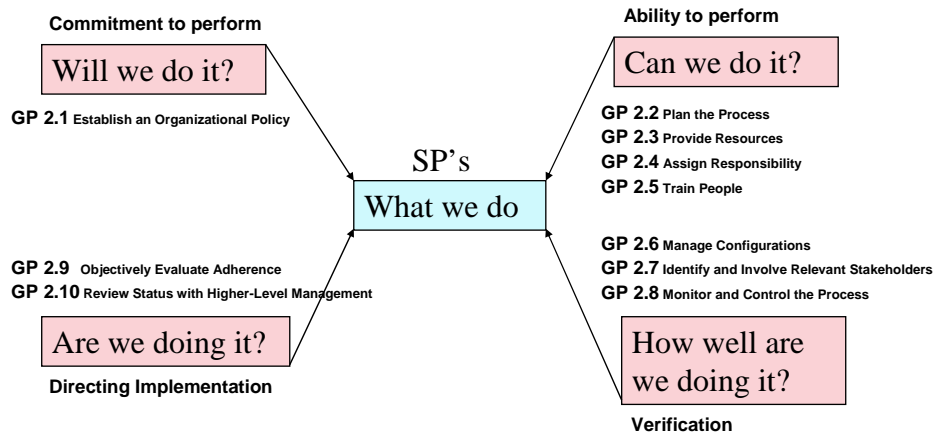 Commitment to perform
Will we do it?
GP 2.1 Establish an Organizational Policy
Ability to perform
Can we do it?
GP 2.2 Plan the Process
GP 2.3 Provide Resources
GP 2.4 Assign Responsibility
GP 2.5 Train People
SP's
What we do
GP 2.9 Objectively Evaluate Adherence
GP 2.10 Review Status with Higher-Level Management
Are we doing it?
Directing Implementation
GP 2.6 Manage Configurations
GP 2.7 Identify and Involve Relevant Stakeholders
GP 2.8 Monitor and Control the Process
How well are
we doing it?
Verification